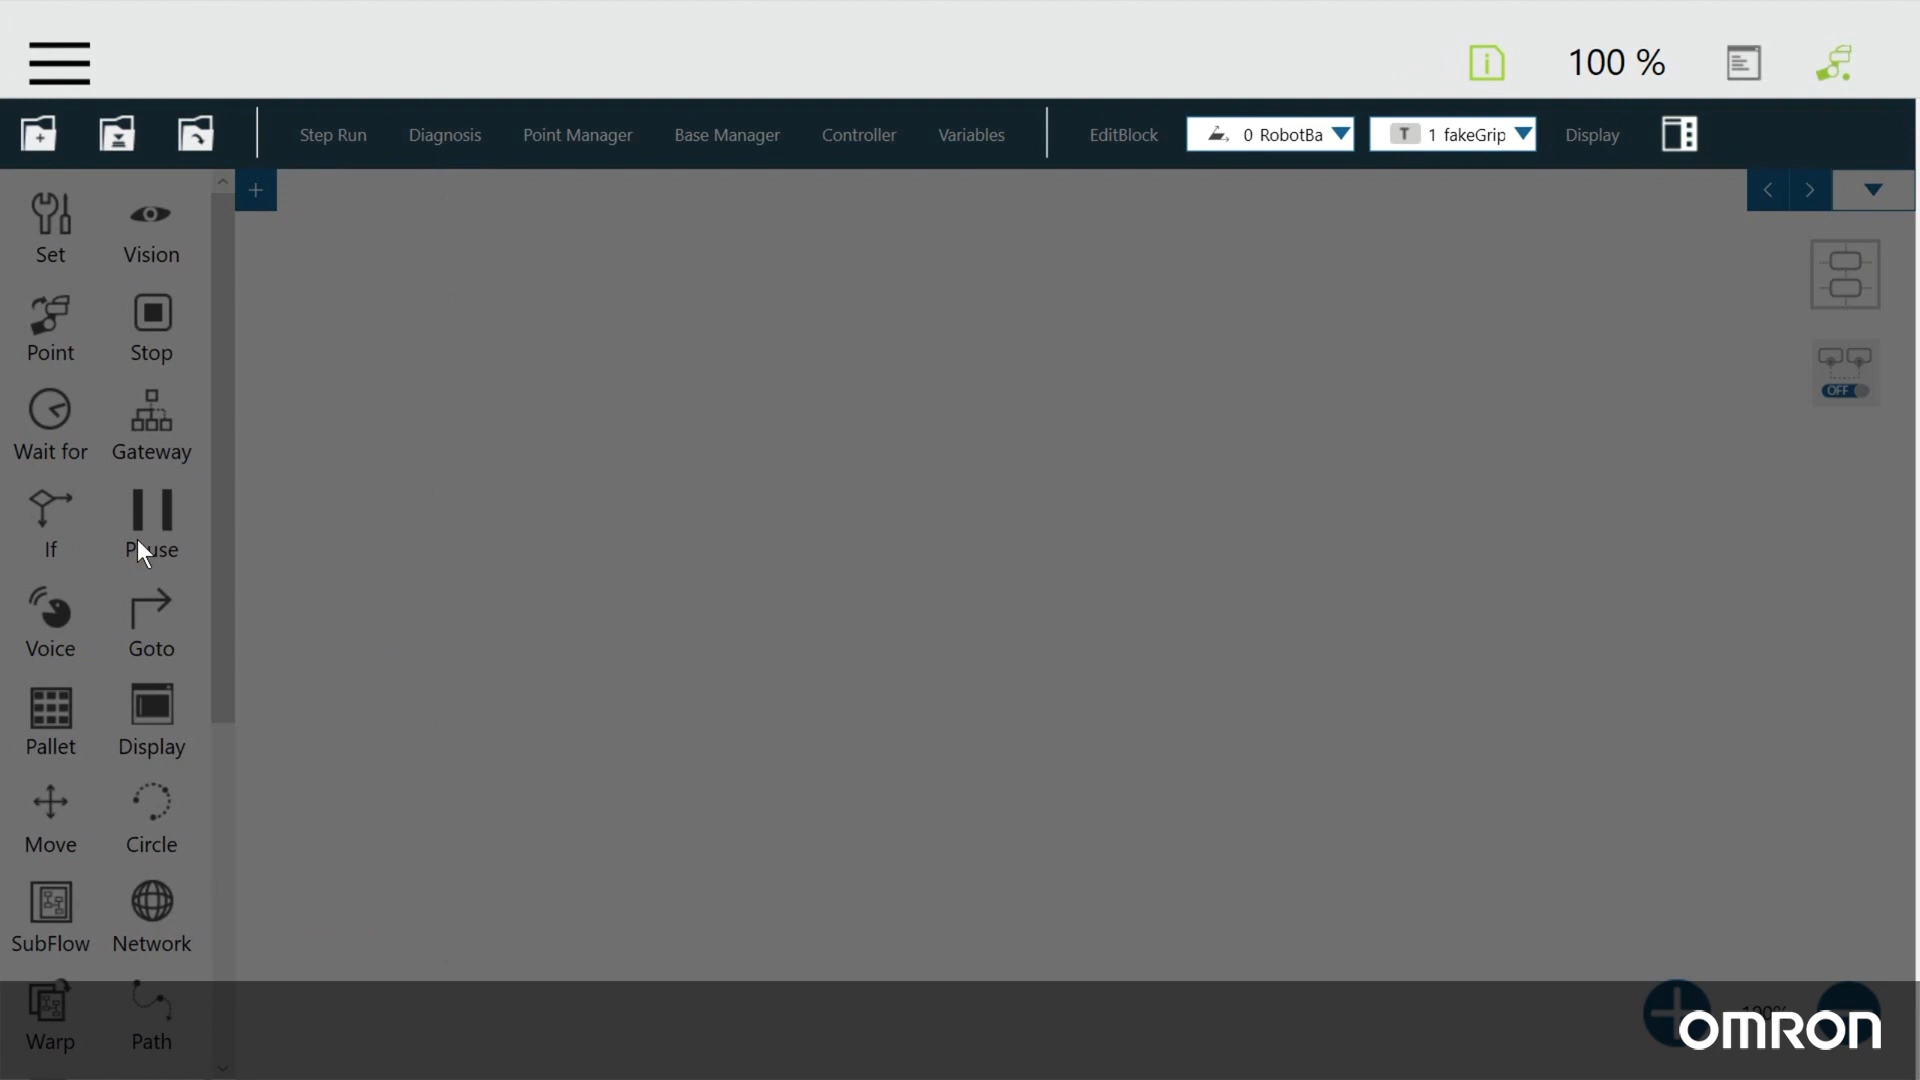 100 %
Step Run Diagnosis Point Manager Base Manager Controller Variables EditBlock 0 RobotBa T 1 fakeGrip Display
Set Vision
Point Stop
OFF
Wait for Gateway
If Pause
Voice Goto
Pallet Display
Move Circle
SubFlow Network
100%
OMRON
Warp Path